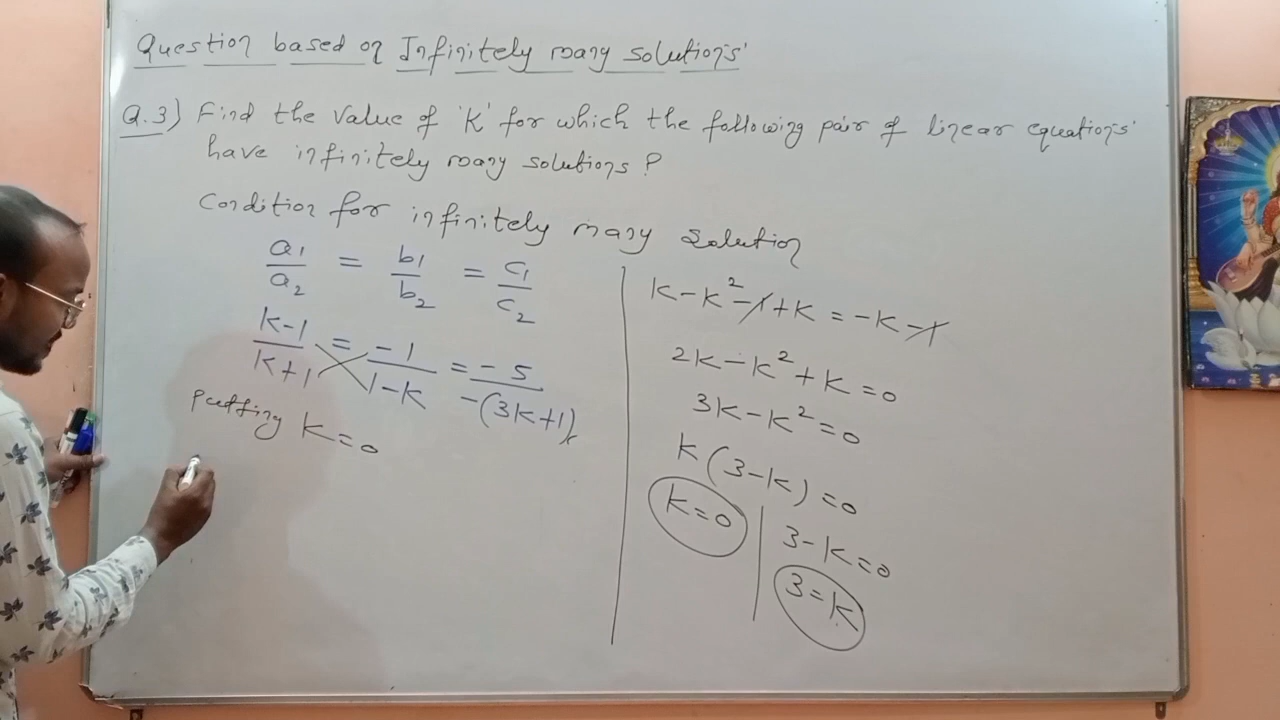 Question based on Infinitely many solutions'
Q.3) Find the value of 'K' for which the following pair of linear equations'
have infinitely many solutions?
Condition for infinitely many solution
a1/a2 = b1/b2 = c1/c2
k-1/k+1 = -1/1-k = -5/-(3k+1)
Putting k=0
k-k²-1+k = -k-1
2k-k²+k=0
3k-k²=0
k(3-k)=0
k=0
3-k=0
3=k